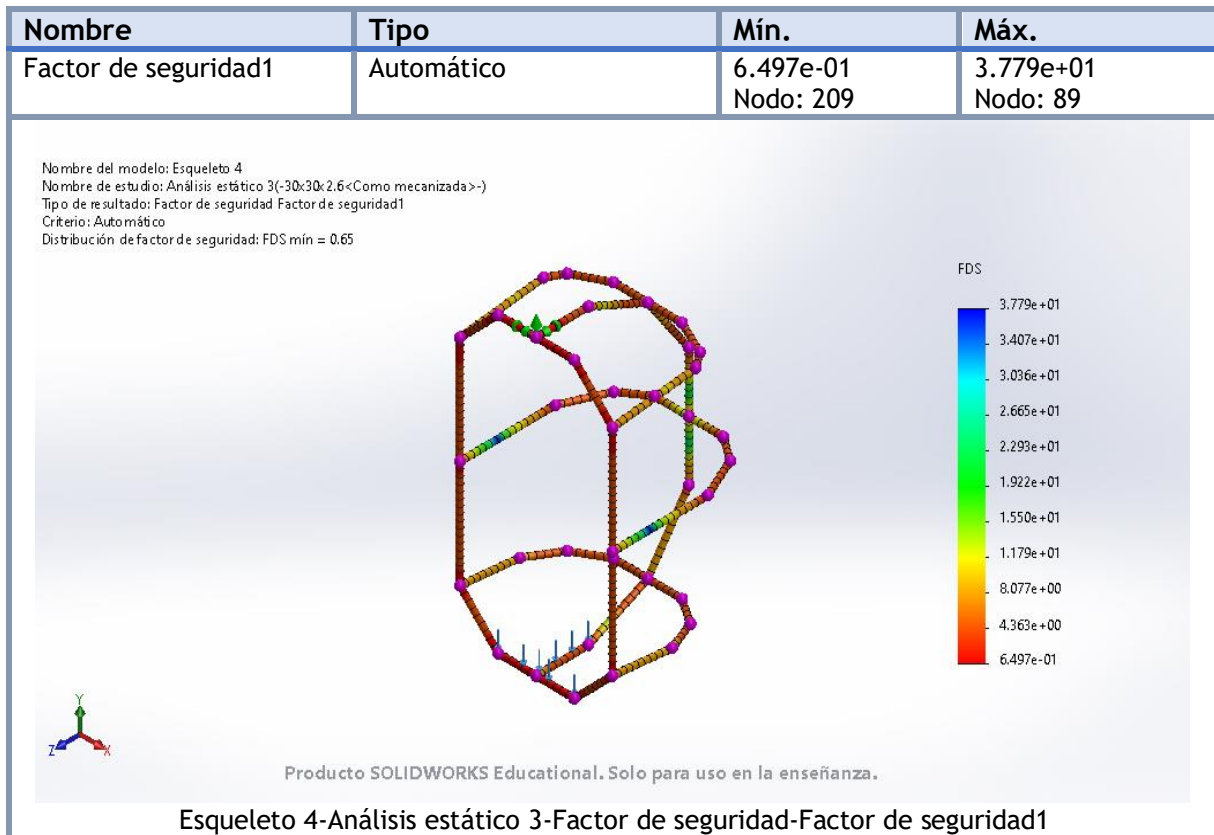 Nombre Tipo Mín. Máx.
Factor de seguridad1 Automático 6.497e-01 3.779e+01
Nodo: 209 Nodo: 89
Nombre del modelo: Esqueleto 4
Nombre de estudio: Análisis estático 3(-30x30x2.6<Como mecanizada>-)
Tipo de resultado: Factor de seguridad Factor de seguridad1
Criterio: Automático
Distribución de factor de seguridad: FDS mín = 0.65
FDS
3.779e+01
3.407e+01
3.036e+01
2.665e+01
2.293e+01
1.922e+01
1.550e+01
1.179e+01
8.077e+00
4.363e+00
6.497e-01
Y
Z
X
Producto SOLIDWORKS Educational. Solo para uso en la enseñanza.
Esqueleto 4-Análisis estático 3-Factor de seguridad-Factor de seguridad1